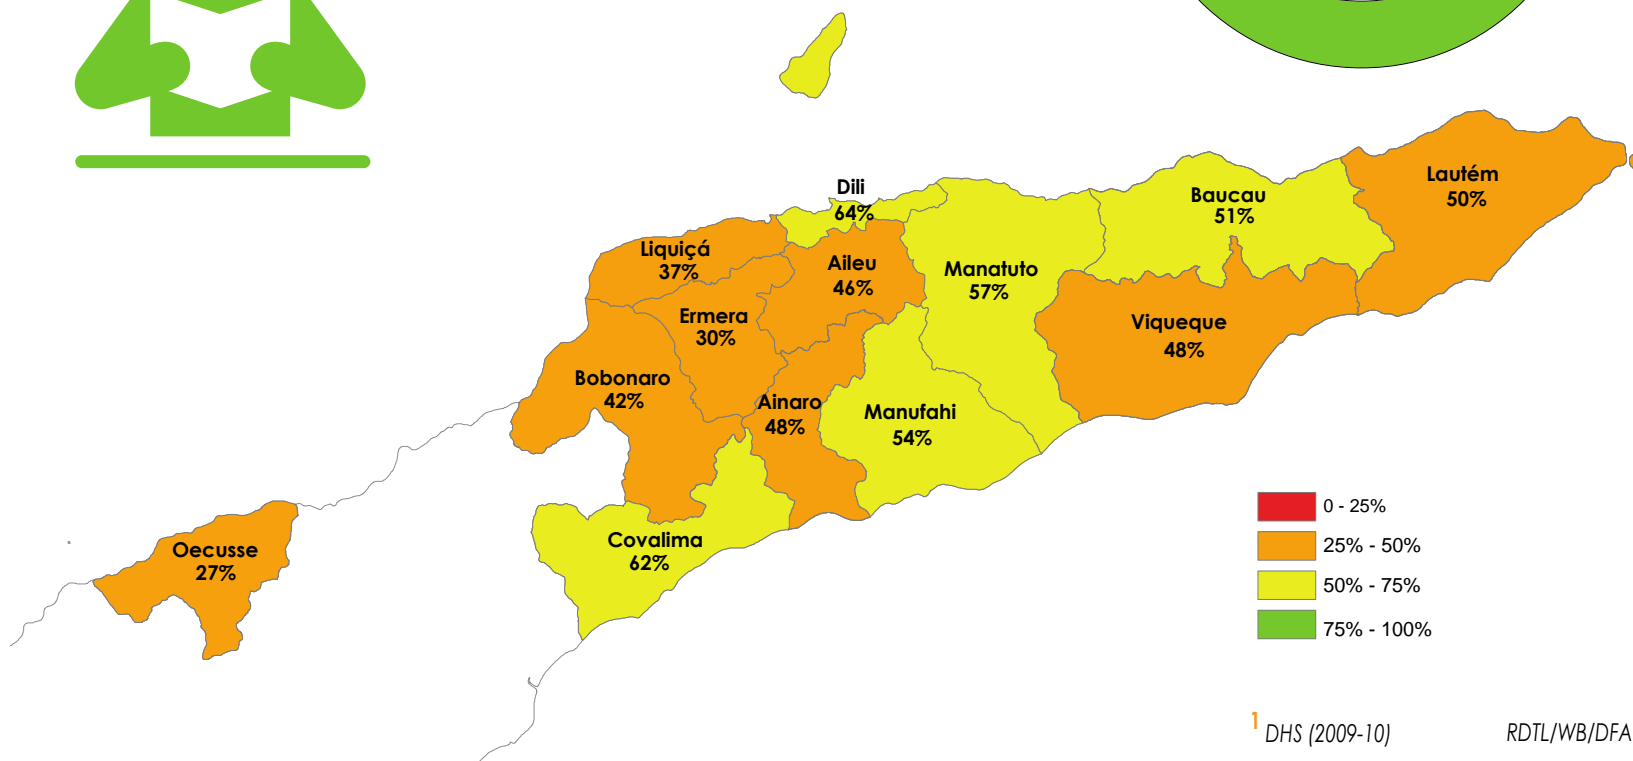 Dili
64%
Baucau
51%
Lautém
50%
Liquiçá
37%
Aileu
46%
Manatuto
57%
Ermera
30%
Viqueque
48%
Bobonaro
42%
Ainaro
48%
Manufahi
54%
Covalima
62%
Oecusse
27%
0 - 25%
25% - 50%
50% - 75%
75% - 100%
1 DHS (2009-10) RDTL/WB/DFA